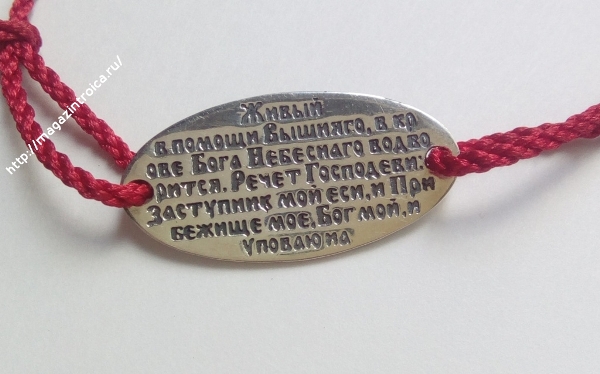 Живый
в помощи Вышняго, в кр
ове Бога Небеснаго водво
рится, Речет Господеви:
Заступник мой еси, и При
бежище мое, Бог мой, и
уповаю на
http://magazintroica.ru/